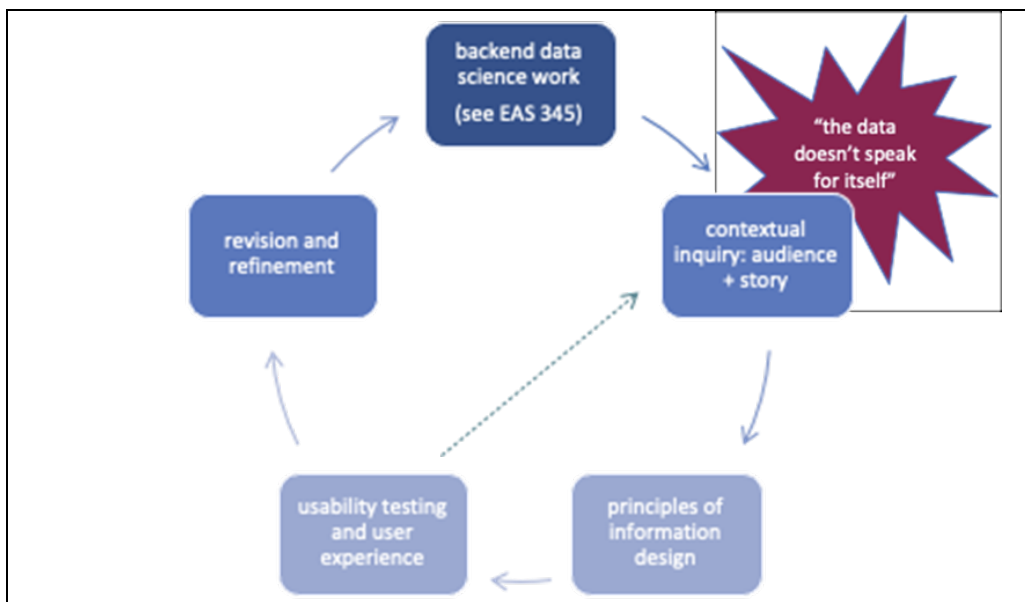 backend data
science work
(see EAS 345)
“the data
doesn’t speak
for itself”
contextual
inquiry: audience
+ story
principles of
information
design
usability testing
and user
experience
revision and
refinement